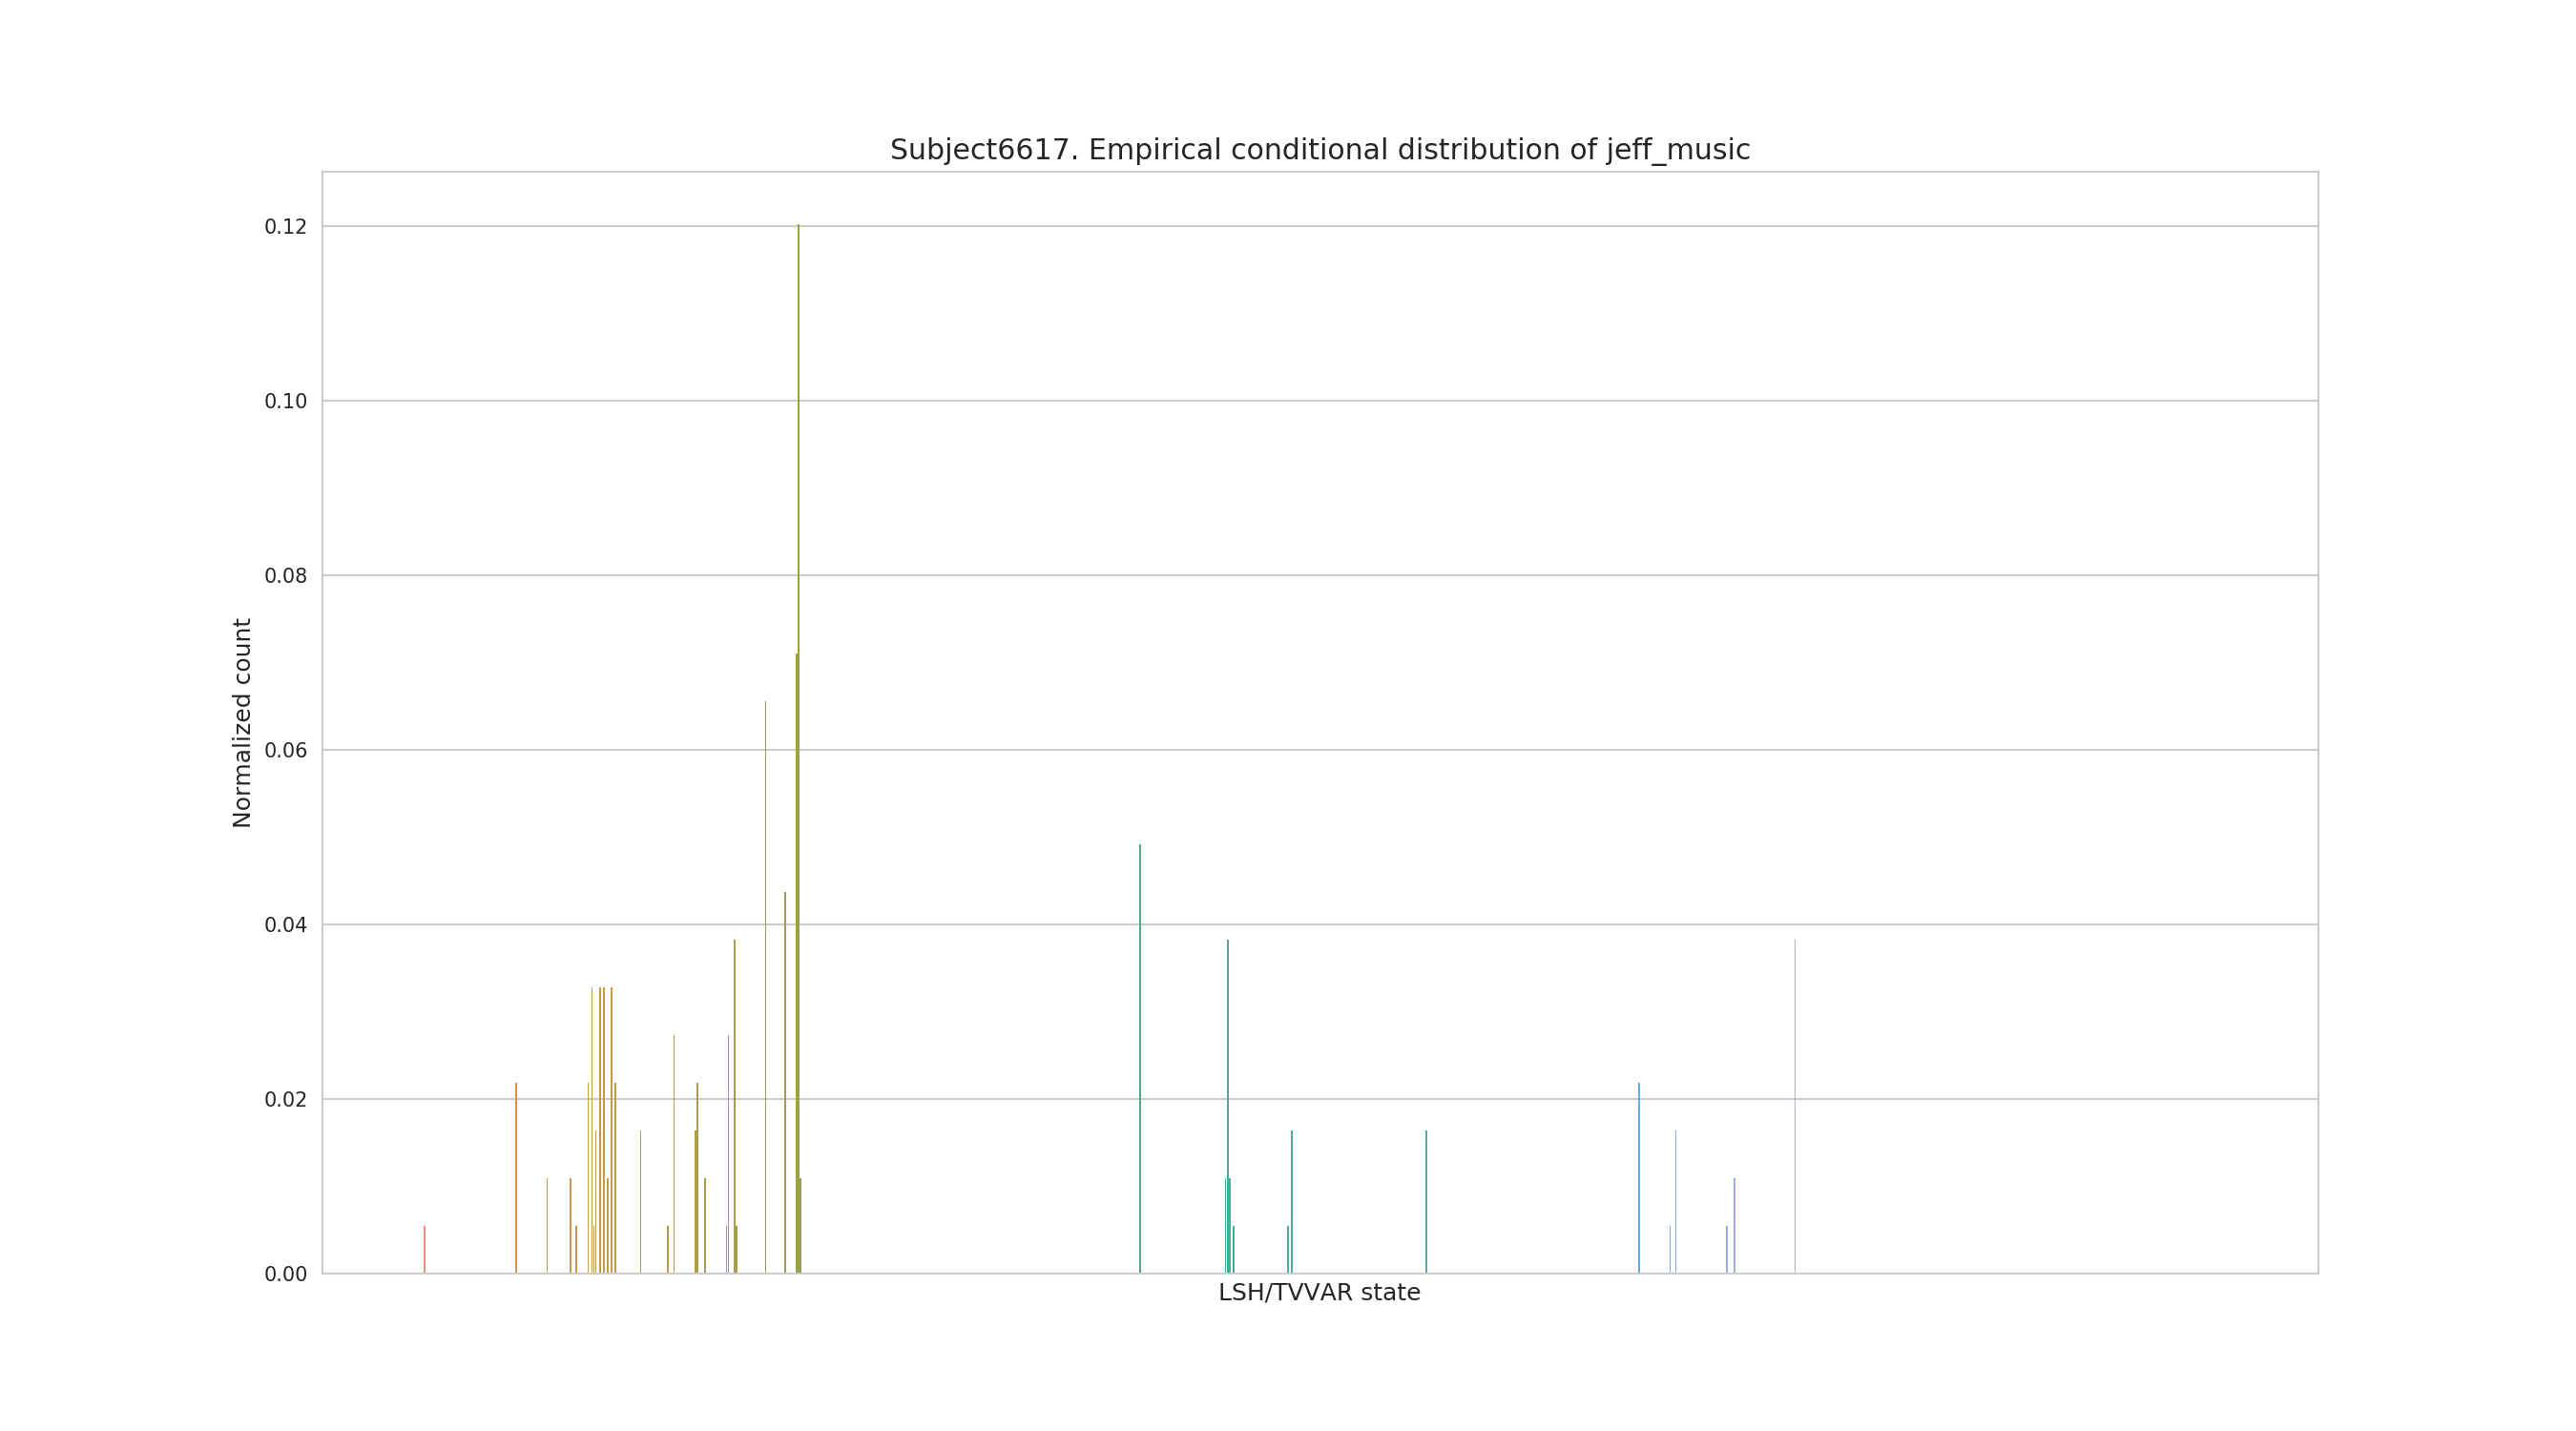 Subject6617. Empirical conditional distribution of jeff_music
0.12
0.10
0.08
0.06
0.04
0.02
0.00
Normalized count
LSH/TVVAR state